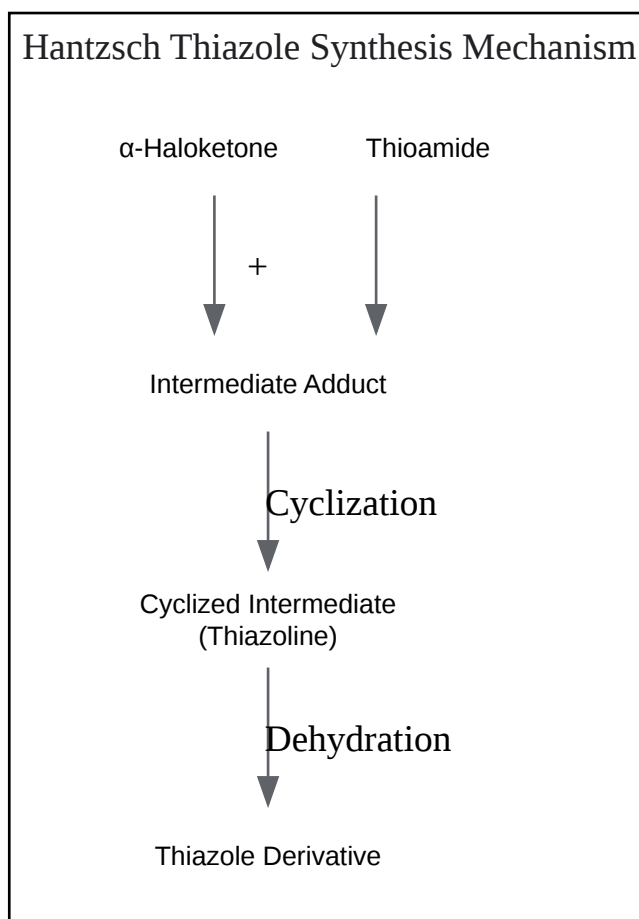 Hantzsch Thiazole Synthesis Mechanism
α-Haloketone Thioamide
+
Intermediate Adduct
Cyclization
Cyclized Intermediate
(Thiazoline)
Dehydration
Thiazole Derivative